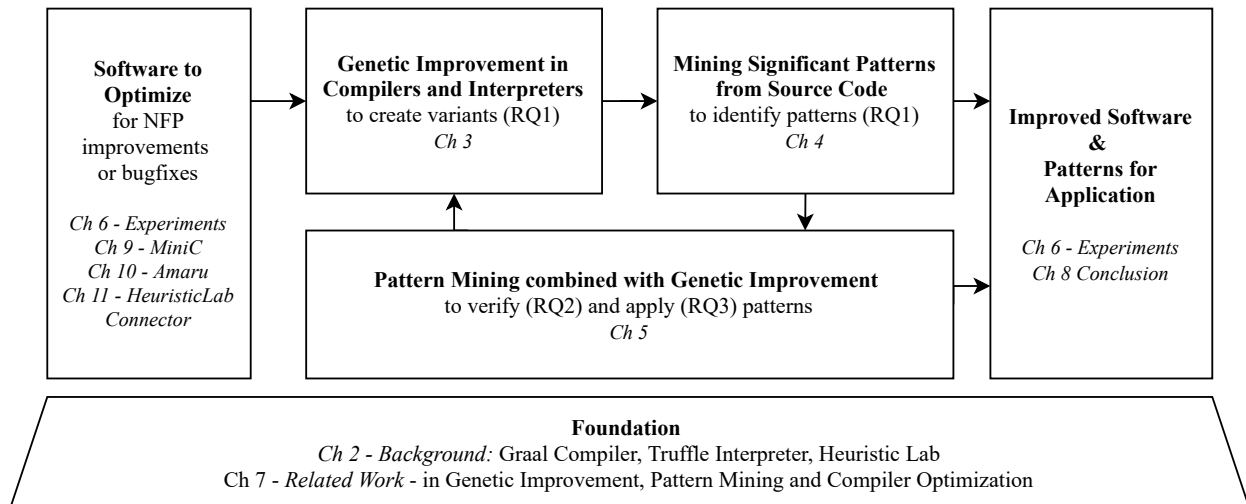 Software to
Optimize
for NFP
improvements
or bugfixes
Ch 6 - Experiments
Ch 9 - MiniC
Ch 10 - Amaru
Ch 11 - HeuristicLab
Connector
Genetic Improvement in
Compilers and Interpreters
to create variants (RQ1)
Ch 3
Mining Significant Patterns
from Source Code
to identify patterns (RQ1)
Ch 4
Pattern Mining combined with Genetic Improvement
to verify (RQ2) and apply (RQ3) patterns
Ch 5
Improved Software
&
Patterns for
Application
Ch 6 - Experiments
Ch 8 Conclusion
Foundation
Ch 2 - Background: Graal Compiler, Truffle Interpreter, Heuristic Lab
Ch 7 - Related Work - in Genetic Improvement, Pattern Mining and Compiler Optimization